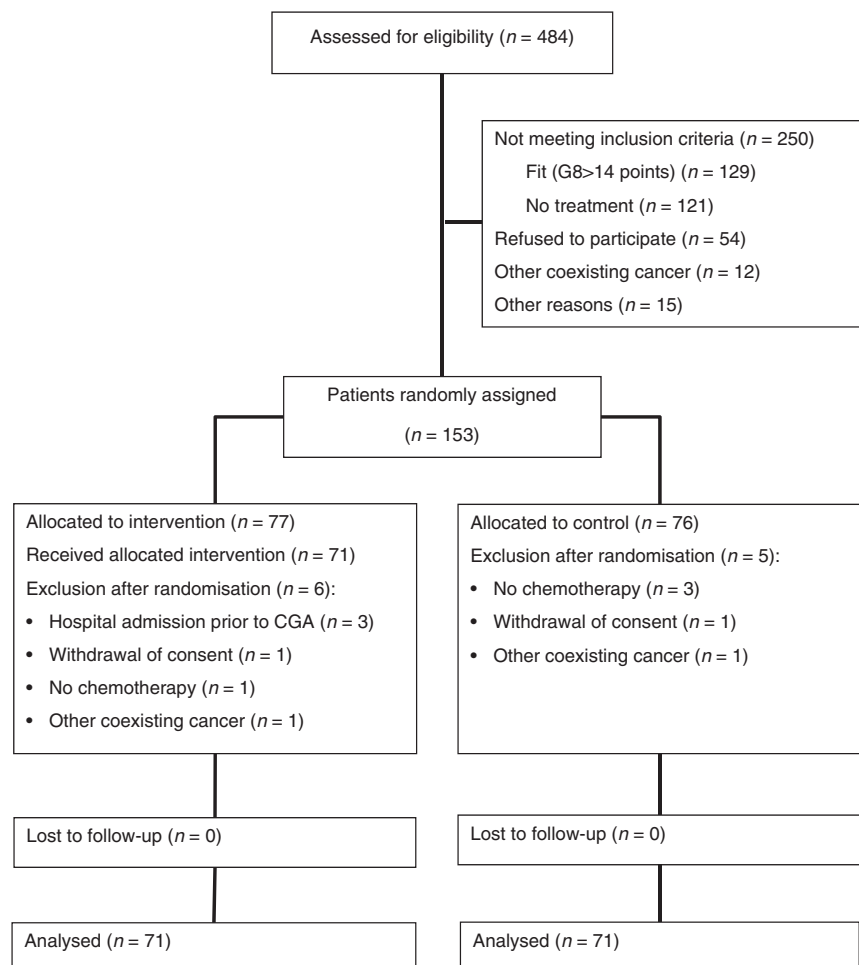 Assessed for eligibility (n = 484)
Not meeting inclusion criteria (n = 250)
Fit (G8>14 points) (n = 129)
No treatment (n = 121)
Refused to participate (n = 54)
Other coexisting cancer (n = 12)
Other reasons (n = 15)
Patients randomly assigned
(n = 153)
Allocated to intervention (n = 77)
Received allocated intervention (n = 71)
Exclusion after randomisation (n = 6):
• Hospital admission prior to CGA (n = 3)
• Withdrawal of consent (n = 1)
• No chemotherapy (n = 1)
• Other coexisting cancer (n = 1)
Allocated to control (n = 76)
Exclusion after randomisation (n = 5):
• No chemotherapy (n = 3)
• Withdrawal of consent (n = 1)
• Other coexisting cancer (n = 1)
Lost to follow-up (n = 0)
Lost to follow-up (n = 0)
Analysed (n = 71)
Analysed (n = 71)